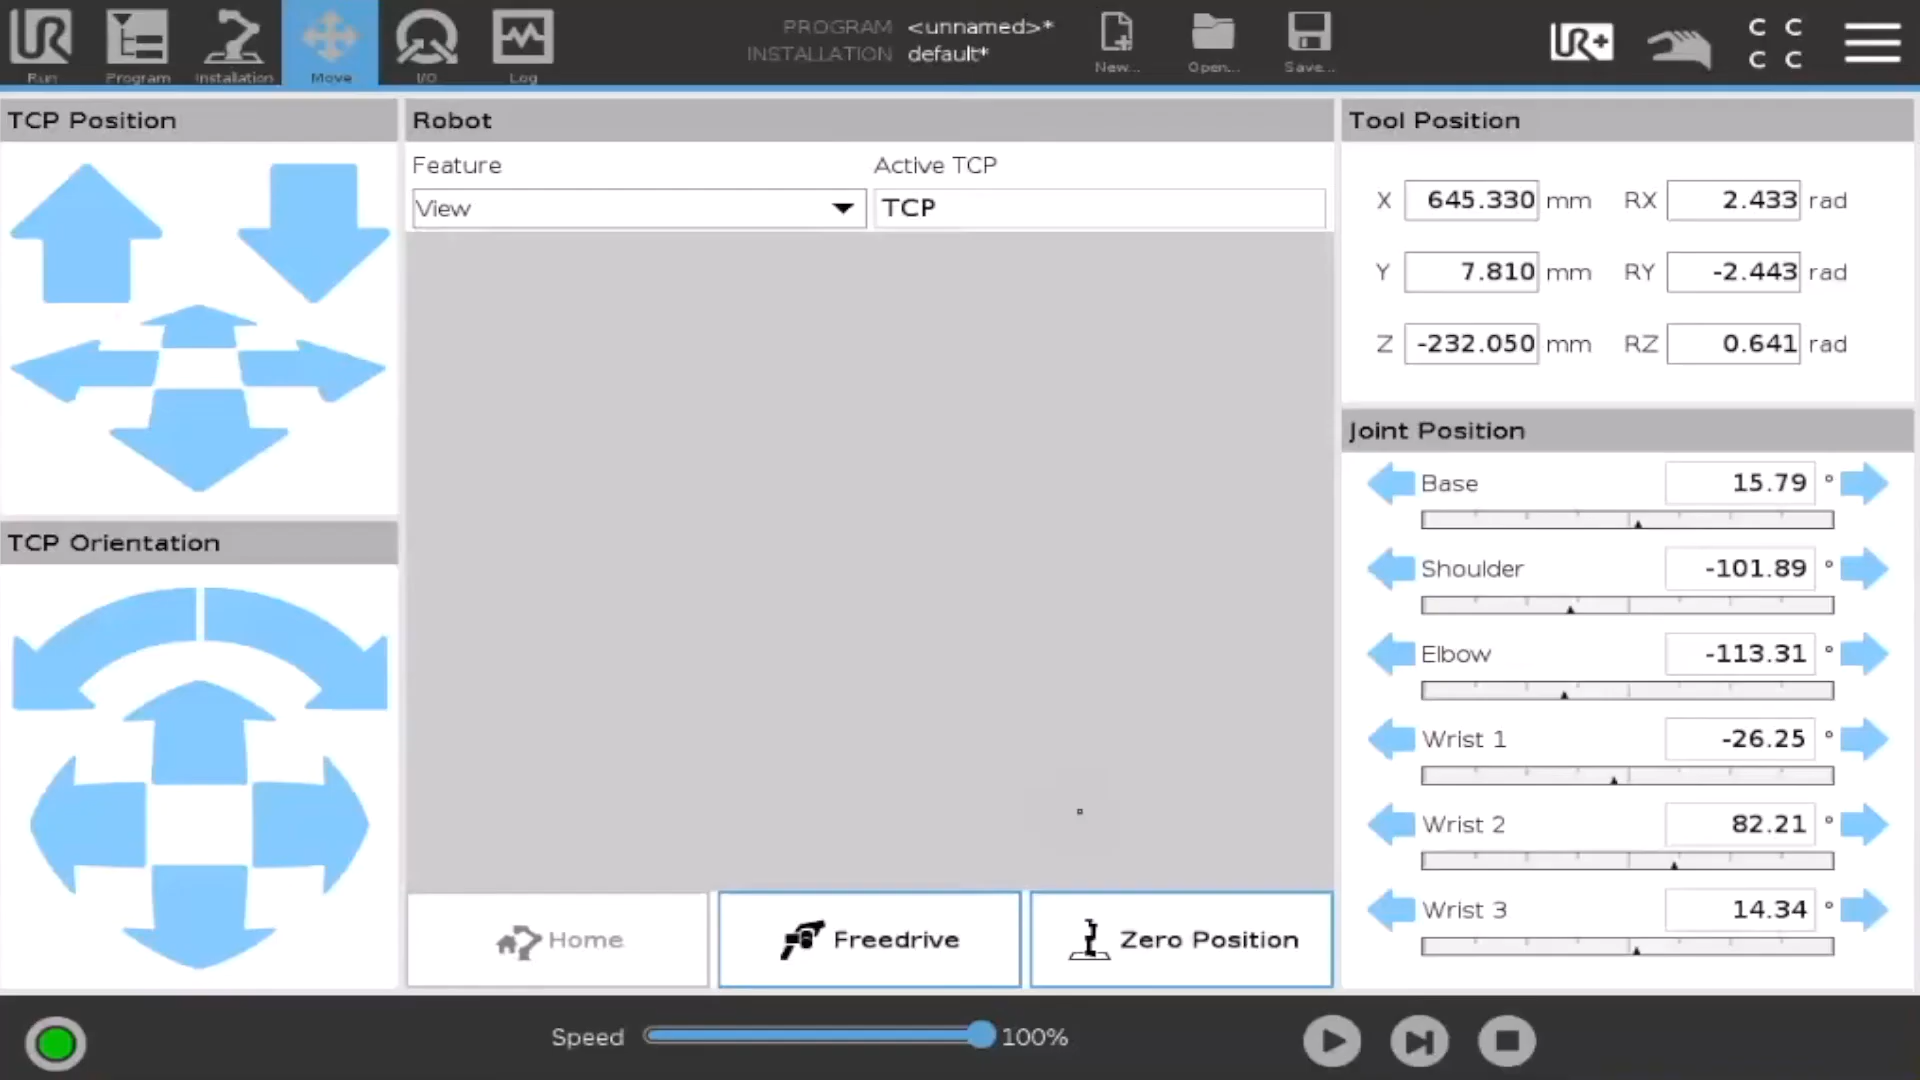 UR
Run
Program
Installation
Move
I/O
Log
PROGRAM <unnamed>*
INSTALLATION default*
New...
Open...
Save...
UR+
C C
C C
TCP Position
TCP Orientation
Robot
Feature
View
Active TCP
TCP
Home
Freedrive
Zero Position
Tool Position
X 645.330 mm RX 2.433 rad
Y 7.810 mm RY -2.443 rad
Z -232.050 mm RZ 0.641 rad
Joint Position
Base 15.79 °
Shoulder -101.89 °
Elbow -113.31 °
Wrist 1 -26.25 °
Wrist 2 82.21 °
Wrist 3 14.34 °
Speed 100%